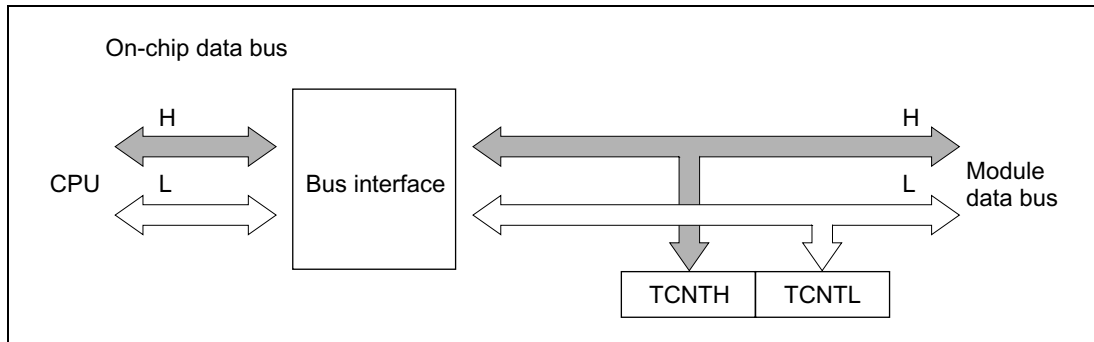 On-chip data bus
H
H
CPU
L
Bus interface
L
Module
data bus
TCNTH
TCNTL